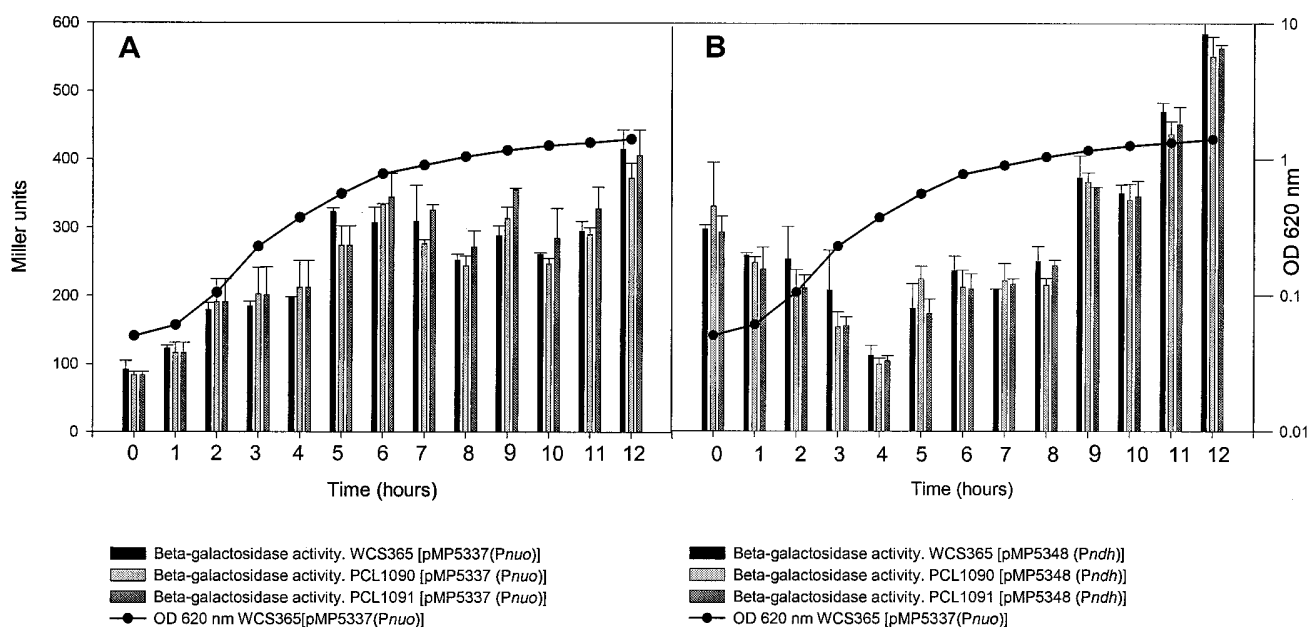 A
B
Miller units
600
500
400
300
200
100
0
10
1
0.1
0.01
OD 620 nm
0 1 2 3 4 5 6 7 8 9 10 11 12
0 1 2 3 4 5 6 7 8 9 10 11 12
Time (hours)
Time (hours)
Beta-galactosidase activity. WCS365 [pMP5337(Pnuo)]
Beta-galactosidase activity. PCL1090 [pMP5337 (Pnuo)]
Beta-galactosidase activity. PCL1091 [pMP5337 (Pnuo)]
OD 620 nm WCS365[pMP5337(Pnuo)]
Beta-galactosidase activity. WCS365 [pMP5348 (Pndh)]
Beta-galactosidase activity. PCL1090 [pMP5348 (Pndh)]
Beta-galactosidase activity. PCL1091 [pMP5348 (Pndh)]
OD 620 nm WCS365 [pMP5337(Pnuo)]